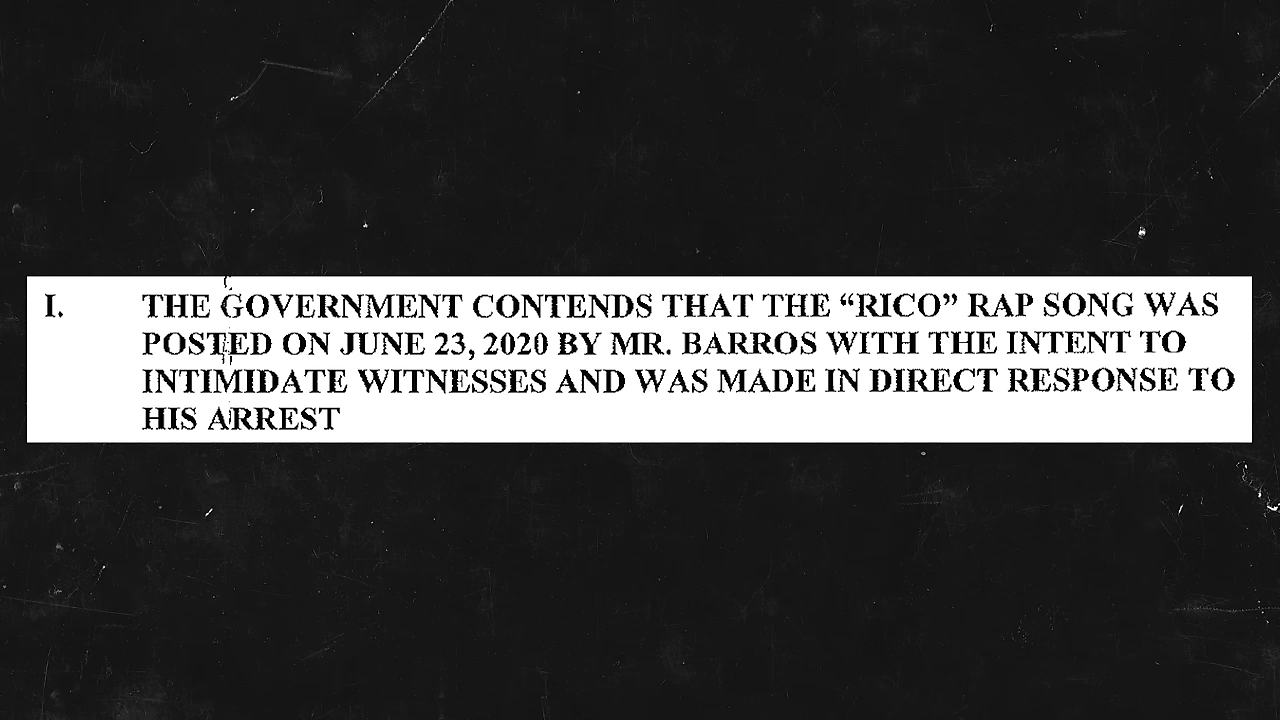 I. THE GOVERNMENT CONTENDS THAT THE “RICO” RAP SONG WAS
POSTED ON JUNE 23, 2020 BY MR. BARROS WITH THE INTENT TO
INTIMIDATE WITNESSES AND WAS MADE IN DIRECT RESPONSE TO
HIS ARREST